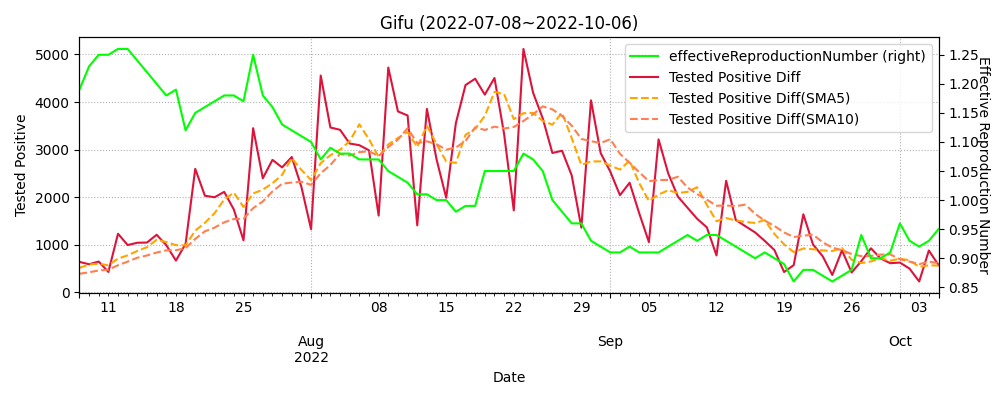 Gifu (2022-07-08~2022-10-06)
effectiveReproductionNumber (right)
Tested Positive Diff
Tested Positive Diff(SMA5)
Tested Positive Diff(SMA10)
Tested Positive
5000
4000
3000
2000
1000
0
Effective Reproduction Number
1.25
1.20
1.15
1.10
1.05
1.00
0.95
0.90
0.85
11 18 25 08 15 22 29 05 12 19 26 03
Aug Sep Oct
2022
Date